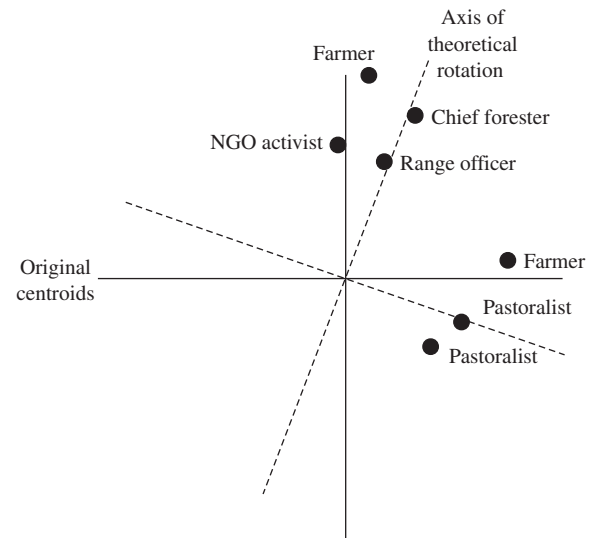 Axis of
theoretical
rotation
Farmer
Chief forester
NGO activist
Range officer
Original
centroids
Farmer
Pastoralist
Pastoralist